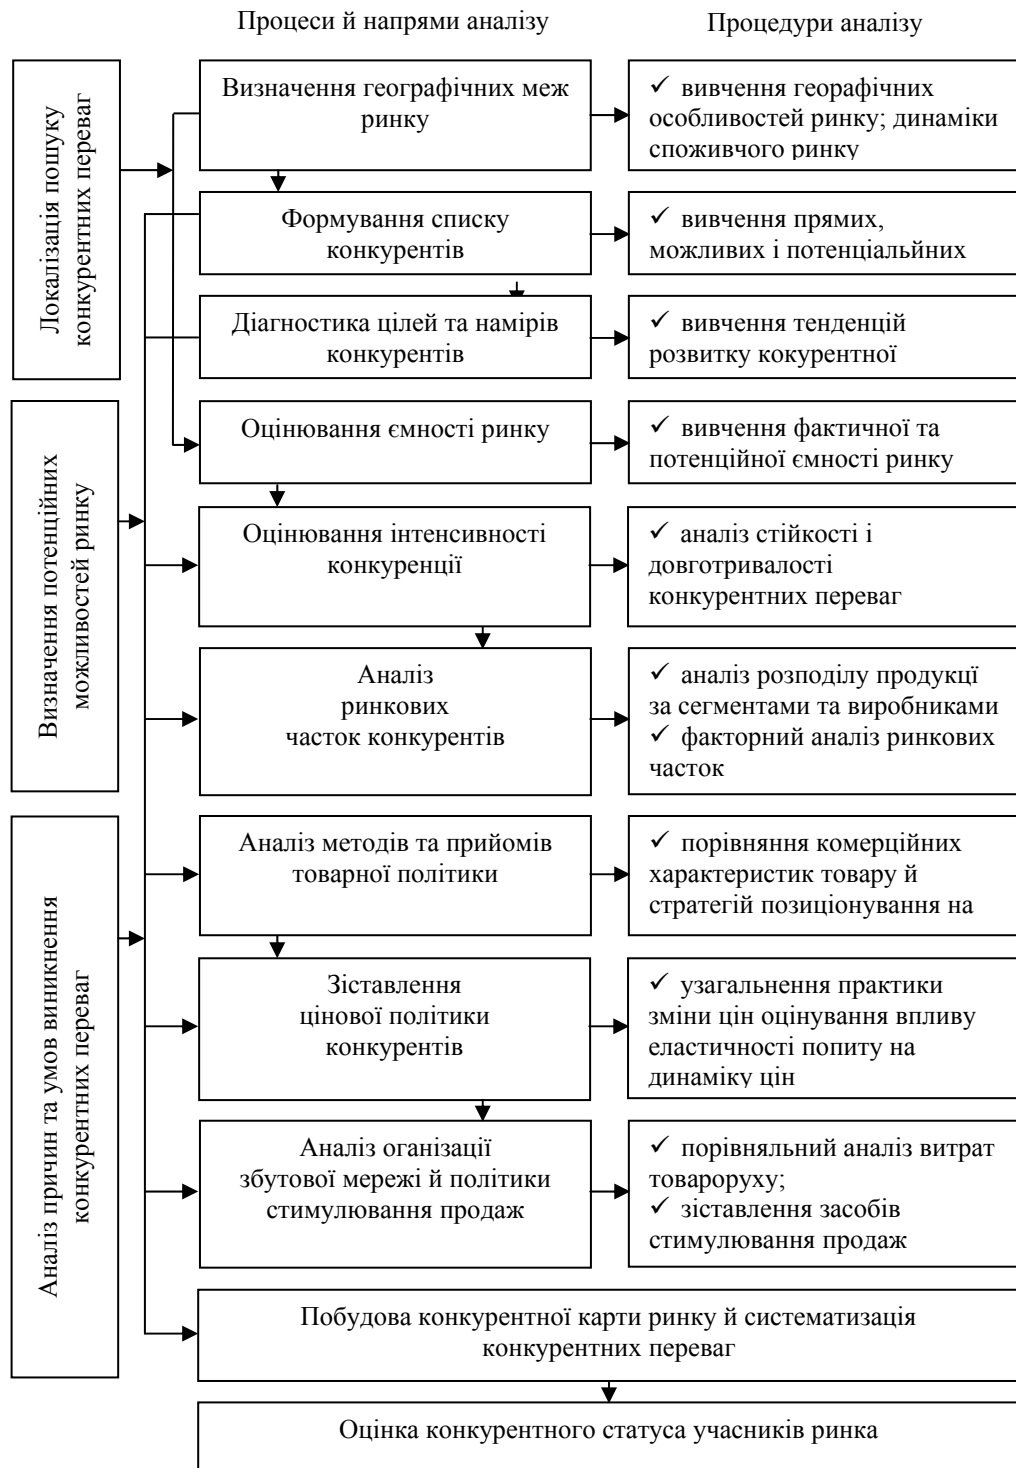 Процеси й напрями аналізу
Процедури аналізу
Локалізація пошуку
конкурентних переваг
Визначення географічних меж
ринку
✓ вивчення георафічних
особливостей ринку; динаміки
споживчого ринку
Формування списку
конкурентів
✓ вивчення прямих,
можливих і потенціальйних
Діагностика цілей та намірів
конкурентів
✓ вивчення тенденцій
розвитку кокурентної
Визначення потенційних
можливостей ринку
Оцінювання ємності ринку
✓ вивчення фактичної та
потенційної ємності ринку
Оцінювання інтенсивності
конкуренції
✓ аналіз стійкості і
довготривалості
конкурентних переваг
Аналіз
ринкових
часток конкурентів
✓ аналіз розподілу продукції
за сегментами та виробниками
✓ факторний аналіз ринкових
часток
Аналіз причин та умов виникнення
конкурентних переваг
Аналіз методів та прийомів
товарної політики
✓ порівняння комерційних
характеристик товару й
стратегій позиціонування на
Зіставлення
цінової політики
конкурентів
✓ узагальнення практики
зміни цін оцінування впливу
еластичності попиту на
динаміку цін
Аналіз оганізації
збутової мережі й політики
стимулювання продаж
✓ порівняльний аналіз витрат
товароруху;
✓ зіставлення засобів
стимулювання продаж
Побудова конкурентної карти ринку й систематизація
конкурентних переваг
Оцінка конкурентного статуса учасників ринка